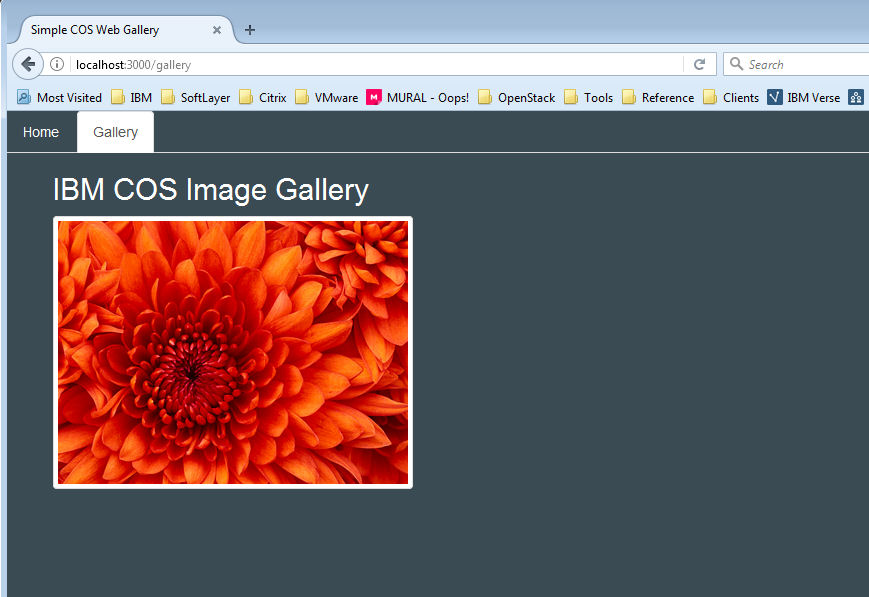 Simple COS Web Gallery
localhost:3000/gallery
Search
Most Visited IBM SoftLayer Citrix VMware MURAL - Oops! OpenStack Tools Reference Clients IBM Verse
Home Gallery
IBM COS Image Gallery